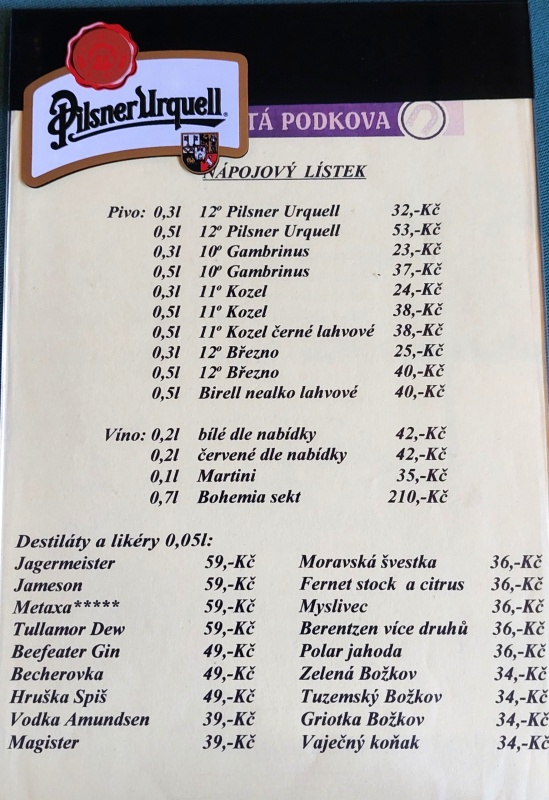 Pilsner Urquell
TÁ PODKOVA
NÁPOJOVÝ LÍSTEK
Pivo: 0,3l 12º Pilsner Urquell 32,-Kč
0,5l 12º Pilsner Urquell 53,-Kč
0,3l 10º Gambrinus 23,-Kč
0,5l 10º Gambrinus 37,-Kč
0,3l 11º Kozel 24,-Kč
0,5l 11º Kozel 38,-Kč
0,5l 11º Kozel černé lahvové 38,-Kč
0,3l 12º Březno 25,-Kč
0,5l 12º Březno 40,-Kč
0,5l Birell nealko lahvové 40,-Kč
Víno: 0,2l bílé dle nabídky 42,-Kč
0,2l červené dle nabídky 42,-Kč
0,1l Martini 35,-Kč
0,7l Bohemia sekt 210,-Kč
Destiláty a likéry 0,05l:
Jagermeister 59,-Kč Moravská švestka 36,-Kč
Jameson 59,-Kč Fernet stock a citrus 36,-Kč
Metaxa***** 59,-Kč Myslivec 36,-Kč
Tullamor Dew 59,-Kč Berentzen více druhů 36,-Kč
Beefeater Gin 49,-Kč Polar jahoda 36,-Kč
Becherovka 49,-Kč Zelená Božkov 34,-Kč
Hruška Spiš 49,-Kč Tuzemský Božkov 34,-Kč
Vodka Amundsen 39,-Kč Griotka Božkov 34,-Kč
Magister 39,-Kč Vaječný koňak 34,-Kč